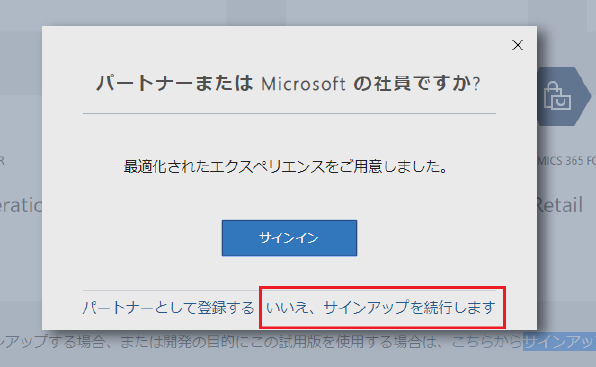 パートナーまたは Microsoft の社員ですか?
最適化されたエクスペリエンスをご用意しました。
サインイン
パートナーとして登録する いいえ、サインアップを続行します
R
MICS 365 FO
eratic
Retail
ンアップする場合、または開発の目的にこの試用版を使用する場合は、こちらからサインアッ